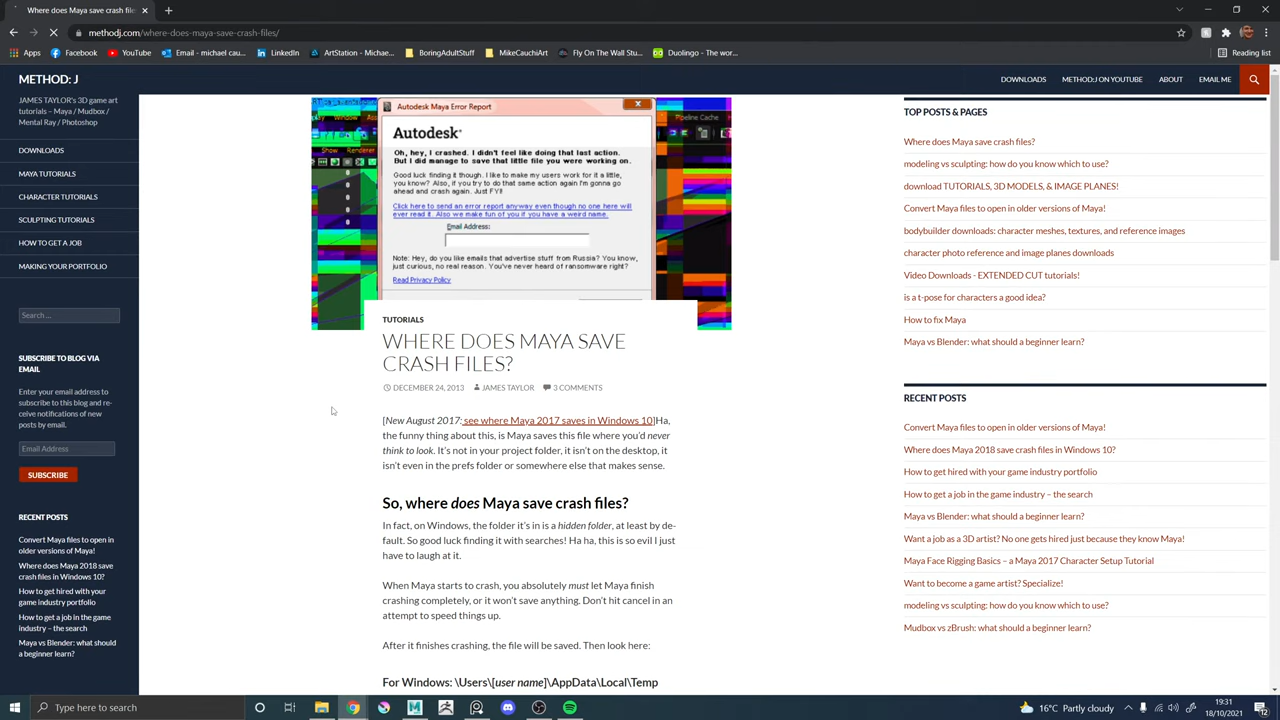 Where does Maya save crash file
methodj.com/where-does-maya-save-crash-files/
Facebook
YouTube
Email - michael cau...
LinkedIn
ArtStation - Michae...
BoringAdultStuff
MikeCauchiArt
Fly On The Wall Stu...
Duolingo - The wor...
Reading list
METHOD: J
DOWNLOADS
METHOD:J ON YOUTUBE
ABOUT
EMAIL ME
JAMES TAYLOR's 3D game art
tutorials – Maya / Mudbox /
Mental Ray / Photoshop
DOWNLOADS
MAYA TUTORIALS
CHARACTER TUTORIALS
SCULPTING TUTORIALS
HOW TO GET A JOB
MAKING YOUR PORTFOLIO
Search ...
SUBSCRIBE TO BLOG VIA
EMAIL
Enter your email address to
subscribe to this blog and re-
ceive notifications of new
posts by email.
Email Address
SUBSCRIBE
RECENT POSTS
Convert Maya files to open in
older versions of Maya!
Where does Maya 2018 save
crash files in Windows 10?
How to get hired with your
game industry portfolio
How to get a job in the game
industry – the search
Maya vs Blender: what should
a beginner learn?
Autodesk Maya Error Report
Pipeline Cache
Show
Renderer
Autodesk®
Oh, hey, I crashed. I didn't feel like doing that last action.
But I did manage to save that little file you were working on.
Good luck finding it though. I like to make my users work for it a little,
you know? Also, if you try to do that same action again I'm gonna go
ahead and crash again. Just FYI!
Click here to send an error report anyway even though no one here will
ever read it. Also we make fun of you if you have a weird name.
Email Address:
Note: Hey, do you like emails that advertise stuff from Russia? You know,
just curious, no real reason. You've never heard of ransomware right?
Read Privacy Policy
TUTORIALS
WHERE DOES MAYA SAVE
CRASH FILES?
DECEMBER 24, 2013
JAMES TAYLOR
3 COMMENTS
[New August 2017: see where Maya 2017 saves in Windows 10]Ha,
the funny thing about this, is Maya saves this file where you'd never
think to look. It's not in your project folder, it isn't on the desktop, it
isn't even in the prefs folder or somewhere else that makes sense.
So, where does Maya save crash files?
In fact, on Windows, the folder it's in is a hidden folder, at least by de-
fault. So good luck finding it with searches! Ha ha, this is so evil I just
have to laugh at it.
When Maya starts to crash, you absolutely must let Maya finish
crashing completely, or it won't save anything. Don't hit cancel in an
attempt to speed things up.
After it finishes crashing, the file will be saved. Then look here:
For Windows: \Users\[user name]\AppData\Local\Temp
TOP POSTS & PAGES
Where does Maya save crash files?
modeling vs sculpting: how do you know which to use?
download TUTORIALS, 3D MODELS, & IMAGE PLANES!
Convert Maya files to open in older versions of Maya!
bodybuilder downloads: character meshes, textures, and reference images
character photo reference and image planes downloads
Video Downloads - EXTENDED CUT tutorials!
is a t-pose for characters a good idea?
How to fix Maya
Maya vs Blender: what should a beginner learn?
RECENT POSTS
Convert Maya files to open in older versions of Maya!
Where does Maya 2018 save crash files in Windows 10?
How to get hired with your game industry portfolio
How to get a job in the game industry – the search
Maya vs Blender: what should a beginner learn?
Want a job as a 3D artist? No one gets hired just because they know Maya!
Maya Face Rigging Basics – a Maya 2017 Character Setup Tutorial
Want to become a game artist? Specialize!
modeling vs sculpting: how do you know which to use?
Mudbox vs zBrush: what should a beginner learn?
Type here to search
16°C Partly cloudy
19:31
18/10/2021
12